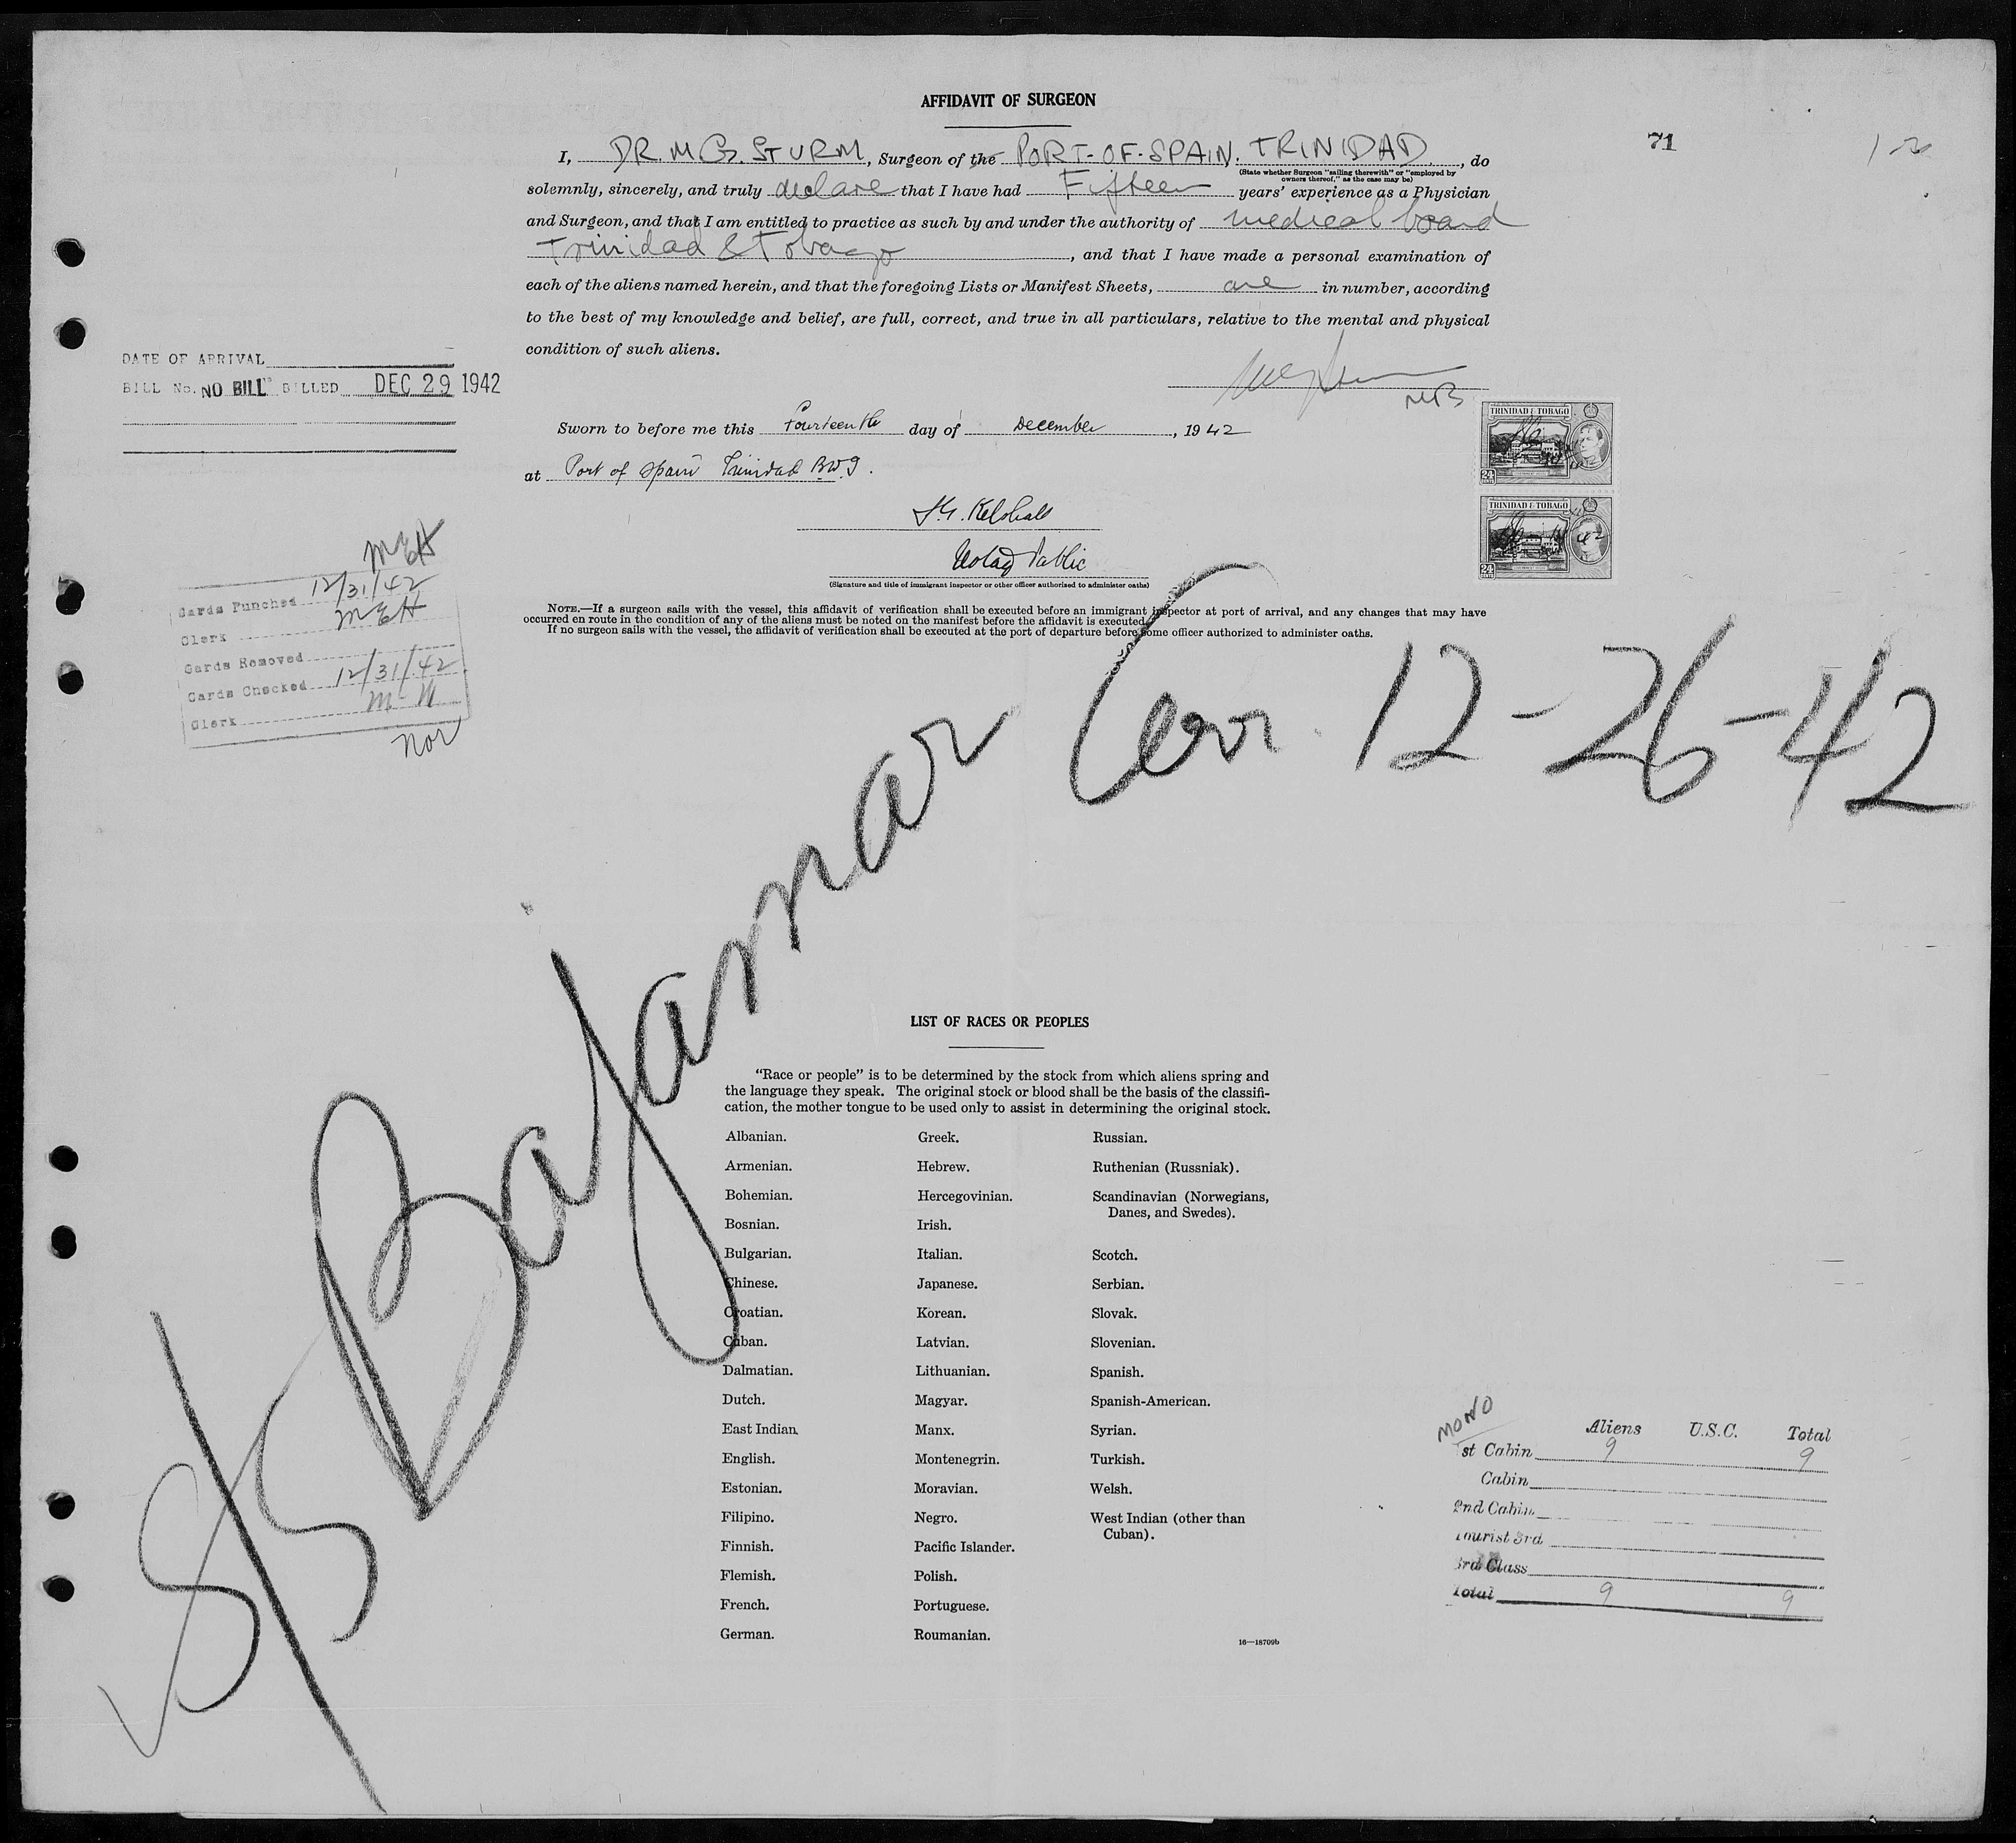 AFFIDAVIT OF SURGEON
71
I, DR. M. G. STURM, Surgeon of the PORT-OF-SPAIN. TRINIDAD, do
(State whether Surgeon "sailing therewith" or "employed by
owners thereof," as the case may be)
solemnly, sincerely, and truly declare that I have had Fifteen years' experience as a Physician
and Surgeon, and that I am entitled to practice as such by and under the authority of medical board
Trinidad & Tobago, and that I have made a personal examination of
each of the aliens named herein, and that the foregoing Lists or Manifest Sheets, are in number, according
to the best of my knowledge and belief, are full, correct, and true in all particulars, relative to the mental and physical
condition of such aliens.
DATE OF ARRIVAL
BILL No. NO BILL BILLED DEC 29 1942
Sworn to before me this fourteenth day of December, 1942
at Port of Spain Trinidad B.W.I.
TRINIDAD & TOBAGO
24
TRINIDAD & TOBAGO
24
Kelshall
Notary Public
(Signature and title of immigrant inspector or other officer authorized to administer oaths)
NOTE.—If a surgeon sails with the vessel, this affidavit of verification shall be executed before an immigrant inspector at port of arrival, and any changes that may have
occurred en route in the condition of any of the aliens must be noted on the manifest before the affidavit is executed.
If no surgeon sails with the vessel, the affidavit of verification shall be executed at the port of departure before some officer authorized to administer oaths.
MEH
Cards Punched 12/31/42
Clerk MEH
Cards Removed
Cards Checked 12/31/42
Clerk
Nor
S/S Bajamar
12-26-42
LIST OF RACES OR PEOPLES
"Race or people" is to be determined by the stock from which aliens spring and
the language they speak. The original stock or blood shall be the basis of the classifi-
cation, the mother tongue to be used only to assist in determining the original stock.
Albanian.
Armenian.
Bohemian.
Bosnian.
Bulgarian.
Chinese.
Croatian.
Cuban.
Dalmatian.
Dutch.
East Indian.
English.
Estonian.
Filipino.
Finnish.
Flemish.
French.
German.
Greek.
Hebrew.
Hercegovinian.
Irish.
Italian.
Japanese.
Korean.
Latvian.
Lithuanian.
Magyar.
Manx.
Montenegrin.
Moravian.
Negro.
Pacific Islander.
Polish.
Portuguese.
Roumanian.
Russian.
Ruthenian (Russniak).
Scandinavian (Norwegians,
Danes, and Swedes).
Scotch.
Serbian.
Slovak.
Slovenian.
Spanish.
Spanish-American.
Syrian.
Turkish.
Welsh.
West Indian (other than
Cuban).
16—18709b
MONO
Aliens U.S.C. Total
1st Cabin 9 9
Cabin
2nd Cabin
Tourist 3rd
3rd Class
Total 9 9